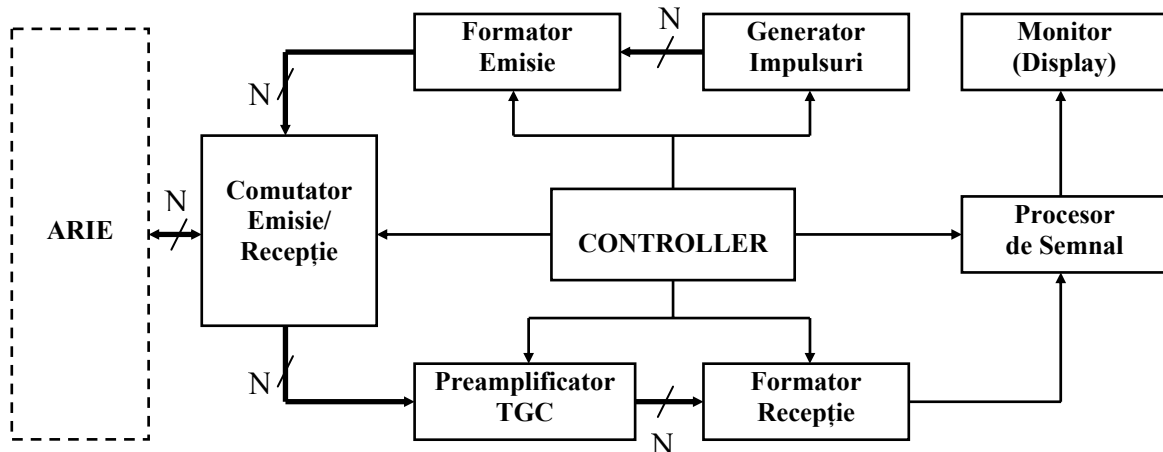 N
Formator
Emisie
Generator
Impulsuri
Monitor
(Display)
N
N
ARIE
Comutator
Emisie/
Recepție
CONTROLLER
Procesor
de Semnal
N
Preamplificator
TGC
N
Formator
Recepție